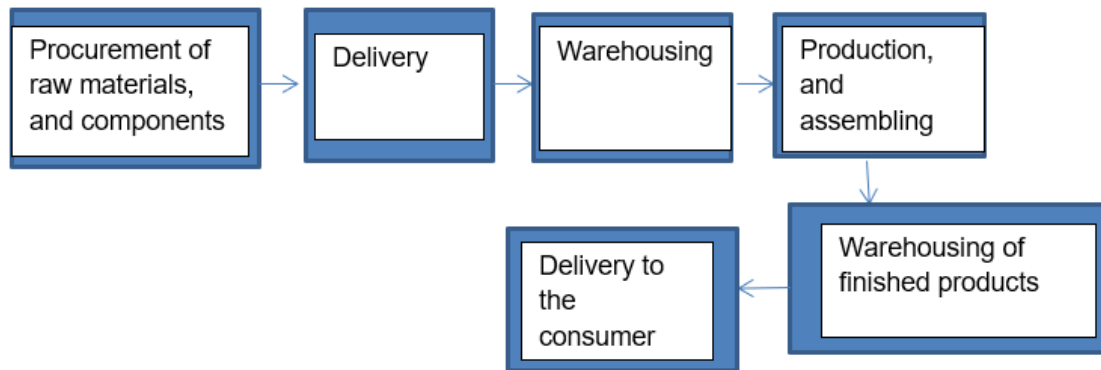 Procurement of
raw materials,
and components
Delivery
Warehousing
Production,
and
assembling
Warehousing of
finished products
Delivery to
the
consumer